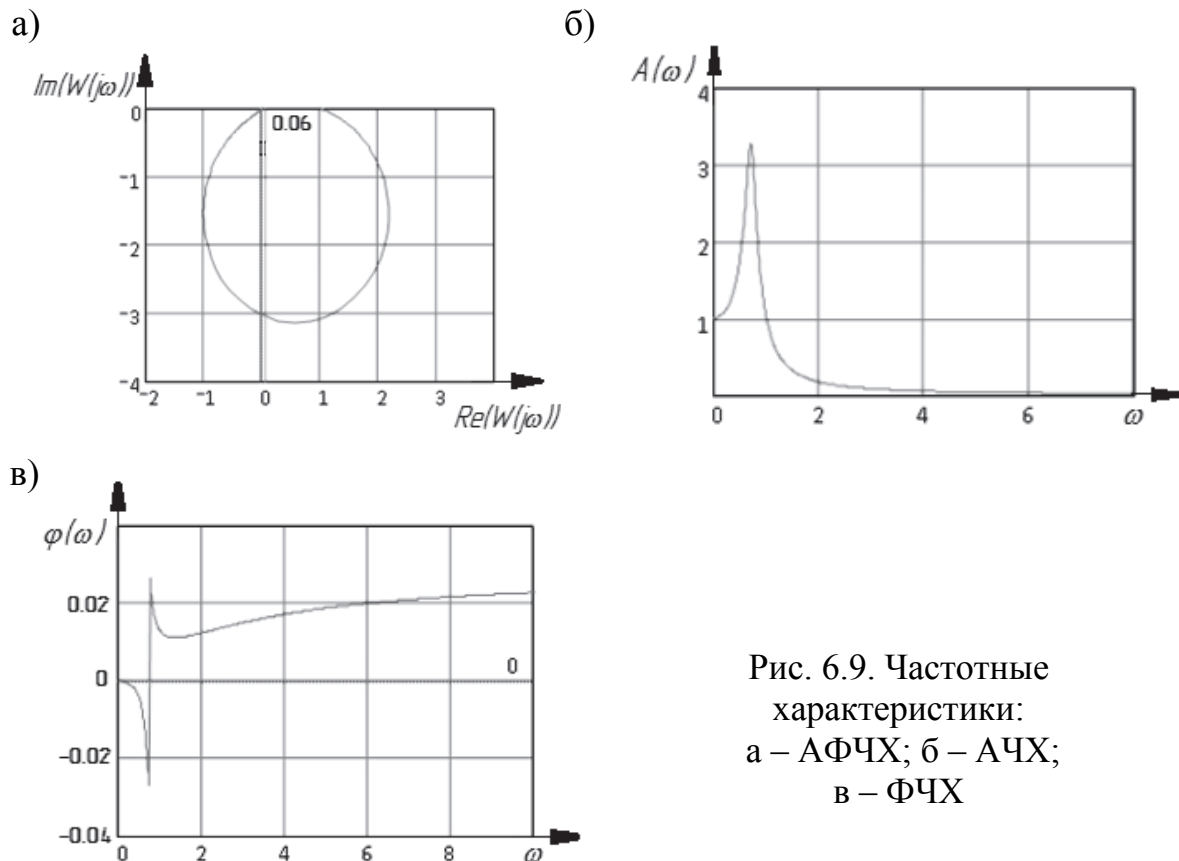 а)
Im(W(jω))
0
0.06
−1
−2
−3
−4
−2 −1 0 1 2 3
Re(W(jω))
б)
A(ω)
4
3
2
1
0 2 4 6 ω
в)
φ(ω)
0.02
0
0
−0.02
−0.04
0 2 4 6 8 ω
Рис. 6.9. Частотные
характеристики:
а – АФЧХ; б – АЧХ;
в – ФЧХ